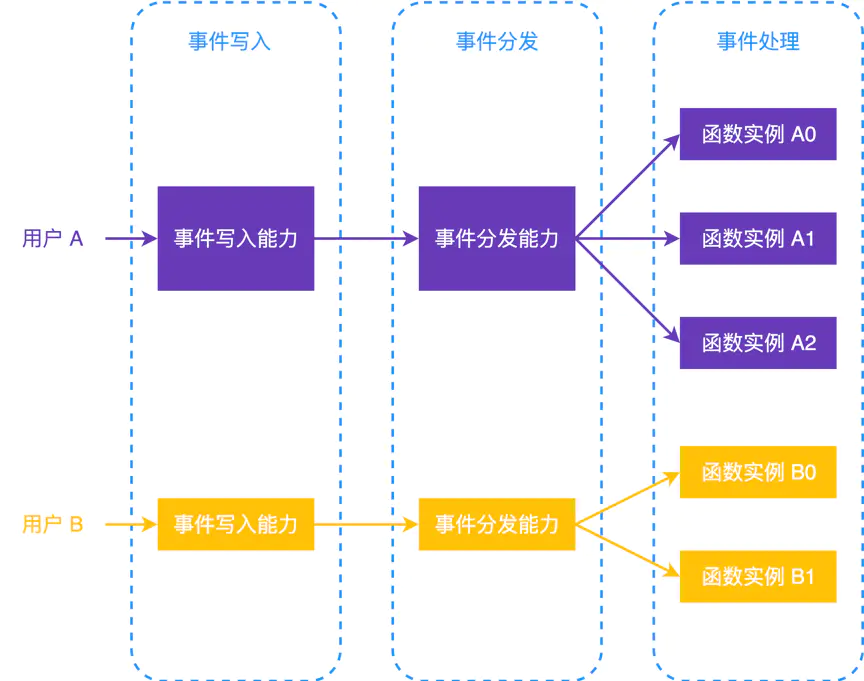 事件写入
事件分发
事件处理
函数实例 A0
用户 A
事件写入能力
事件分发能力
函数实例 A1
函数实例 A2
函数实例 B0
用户 B
事件写入能力
事件分发能力
函数实例 B1